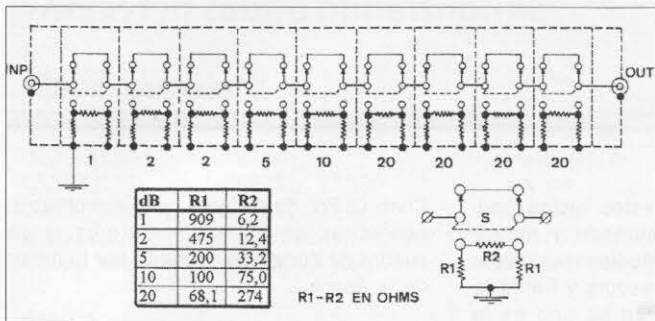 INP
OUT
1 2 2 5 10 20 20 20 20
dB R1 R2
1 909 6,2
2 475 12,4
5 200 33,2
10 100 75,0
20 68,1 274
S
R2
R1 R1
R1-R2 EN OHMS